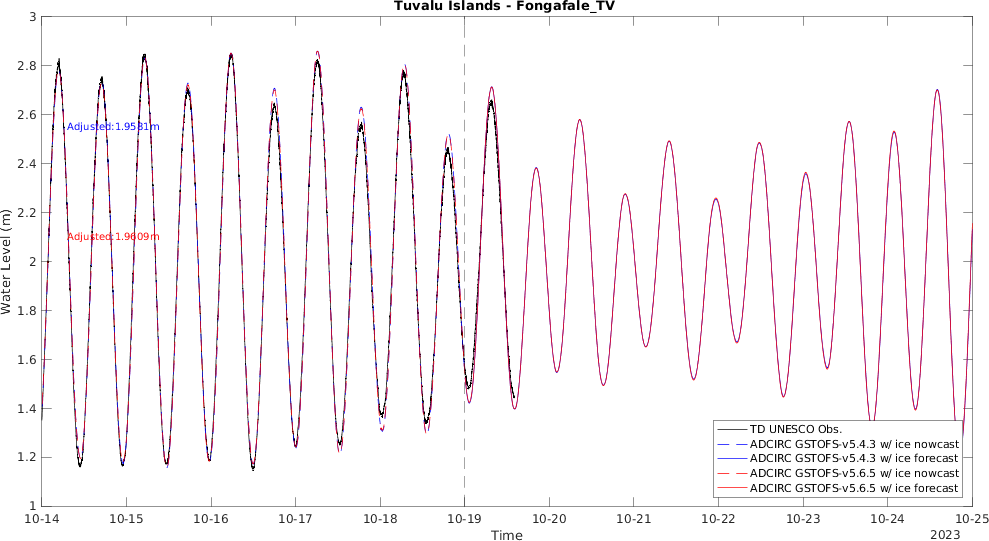 Tuvalu Islands - Fongafale_TV
3
2.8
2.6
2.4
2.2
2
1.8
1.6
1.4
1.2
1
Water Level (m)
Adjusted:1.9581m
Adjusted:1.9609m
TD UNESCO Obs.
ADCIRC GSTOFS-v5.4.3 w/ ice nowcast
ADCIRC GSTOFS-v5.4.3 w/ ice forecast
ADCIRC GSTOFS-v5.6.5 w/ ice nowcast
ADCIRC GSTOFS-v5.6.5 w/ ice forecast
10-14 10-15 10-16 10-17 10-18 10-19 10-20 10-21 10-22 10-23 10-24 10-25
Time
2023